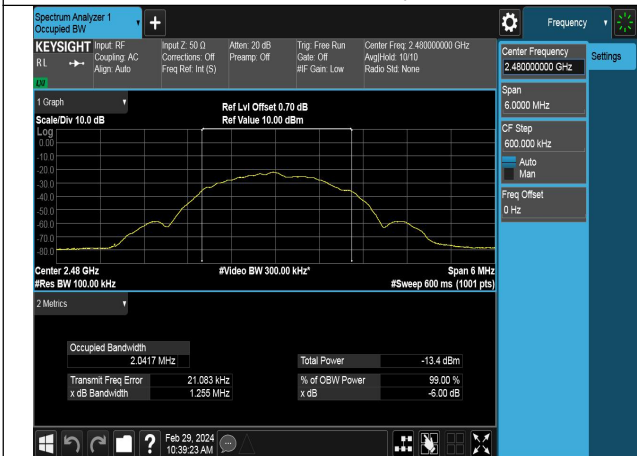 Spectrum Analyzer 1
Occupied BW
+
Frequency
KEYSIGHT
R L
LXI
Input: RF
Coupling: AC
Align: Auto
Input Z: 50 Ω
Corrections: Off
Freq Ref: Int (S)
Atten: 20 dB
Preamp: Off
Trig: Free Run
Gate: Off
#IF Gain: Low
Center Freq: 2.480000000 GHz
Avg|Hold: 10/10
Radio Std: None
Center Frequency
2.480000000 GHz
Settings
Span
6.0000 MHz
CF Step
600.000 kHz
Auto
Man
Freq Offset
0 Hz
1 Graph
Scale/Div 10.0 dB
Ref Lvl Offset 0.70 dB
Ref Value 10.00 dBm
Log
0.00
-10.0
-20.0
-30.0
-40.0
-50.0
-60.0
-70.0
-80.0
Center 2.48 GHz
#Video BW 300.00 kHz*
Span 6 MHz
#Res BW 100.00 kHz
#Sweep 600 ms (1001 pts)
2 Metrics
Occupied Bandwidth
2.0417 MHz
Total Power -13.4 dBm
Transmit Freq Error 21.083 kHz
% of OBW Power 99.00 %
x dB Bandwidth 1.255 MHz
x dB -6.00 dB
?
Feb 29, 2024
10:39:23 AM